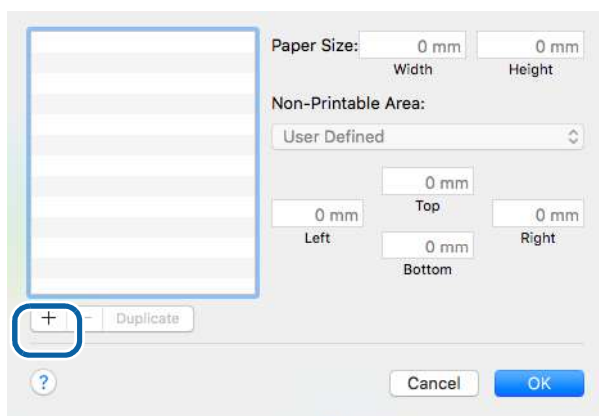 Paper Size: 0 mm 0 mm
Width Height
Non-Printable Area:
User Defined
0 mm
Top
0 mm 0 mm
Left Right
0 mm
Bottom
+ - Duplicate
? Cancel OK